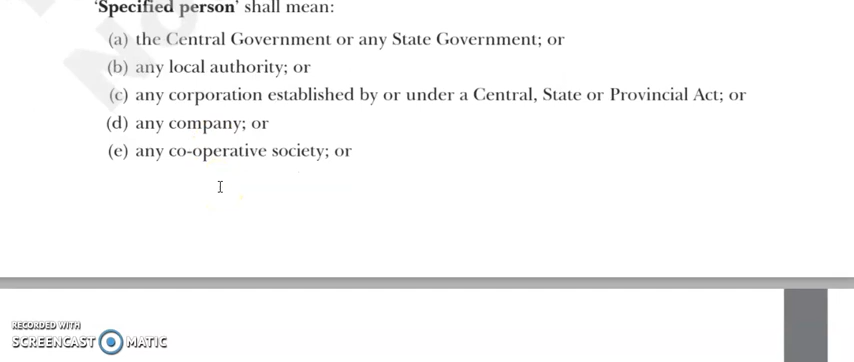 'Specified person' shall mean:
(a) the Central Government or any State Government; or
(b) any local authority; or
(c) any corporation established by or under a Central, State or Provincial Act; or
(d) any company; or
(e) any co-operative society; or
RECORDED WITH
SCREENCAST MATIC